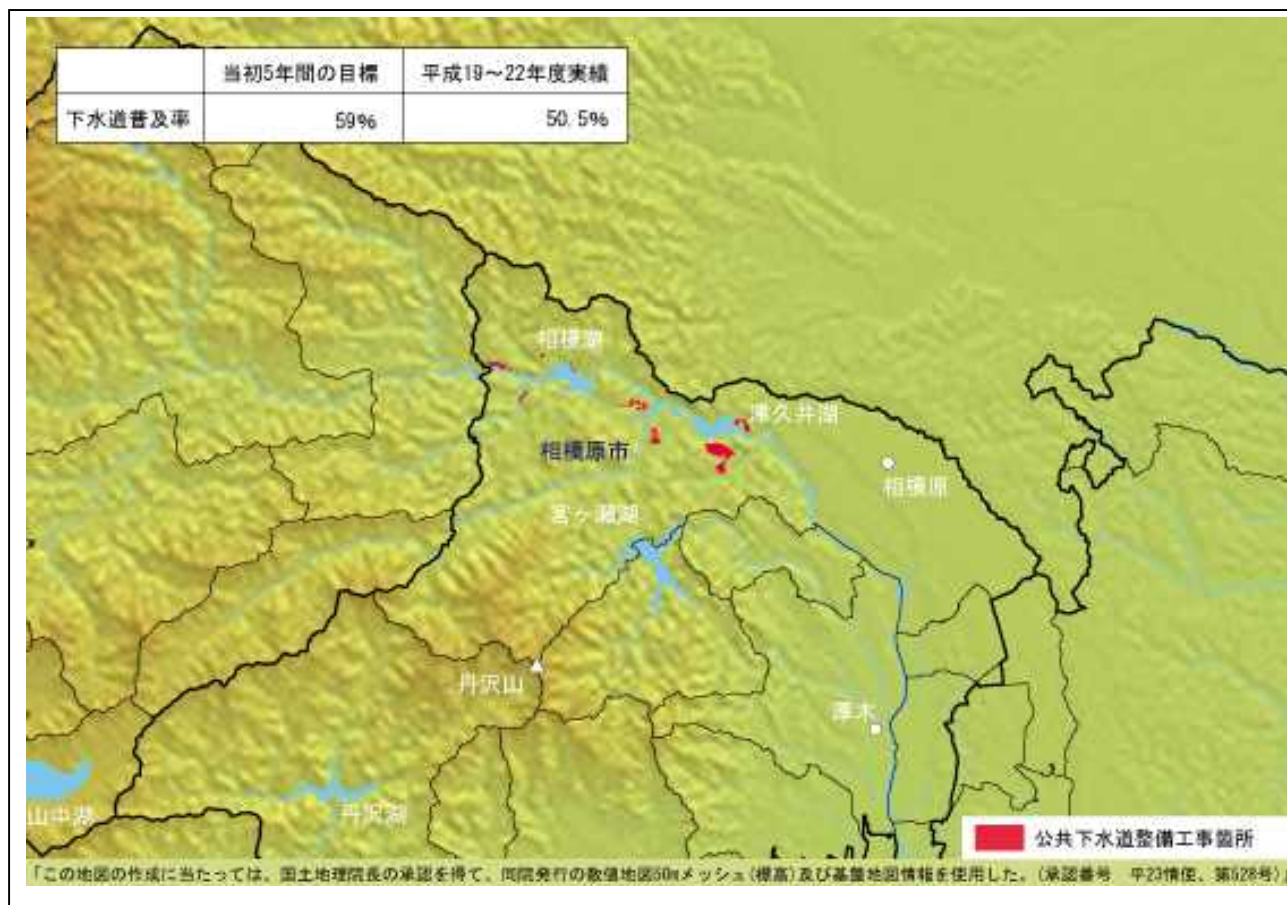 当初5年間の目標 平成19～22年度実績
下水道普及率 59% 50.5%
相模湖
津久井湖
相模原市
相模原
宮ヶ瀬湖
丹沢山
厚木
山中湖
丹沢湖
公共下水道整備工事箇所
「この地図の作成に当たっては、国土地理院長の承認を得て、同院発行の数値地図50mメッシュ(標高)及び基盤地図情報を使用した。(承認番号 平23情使、第528号)」